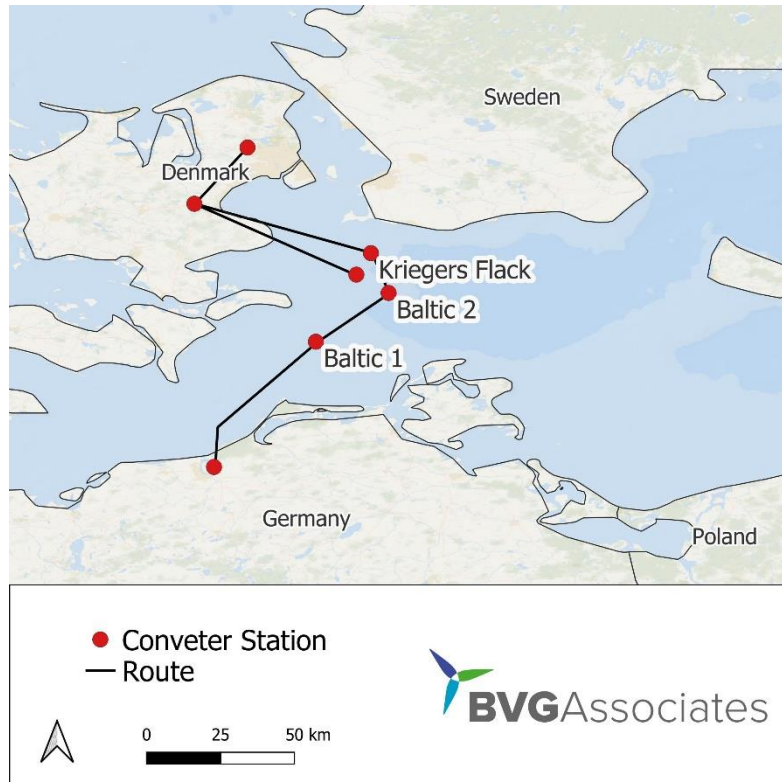 Sweden
Denmark
Kriegers Flack
Baltic 2
Baltic 1
Germany
Poland
Conveter Station
Route
BVGAssociates
0 25 50 km